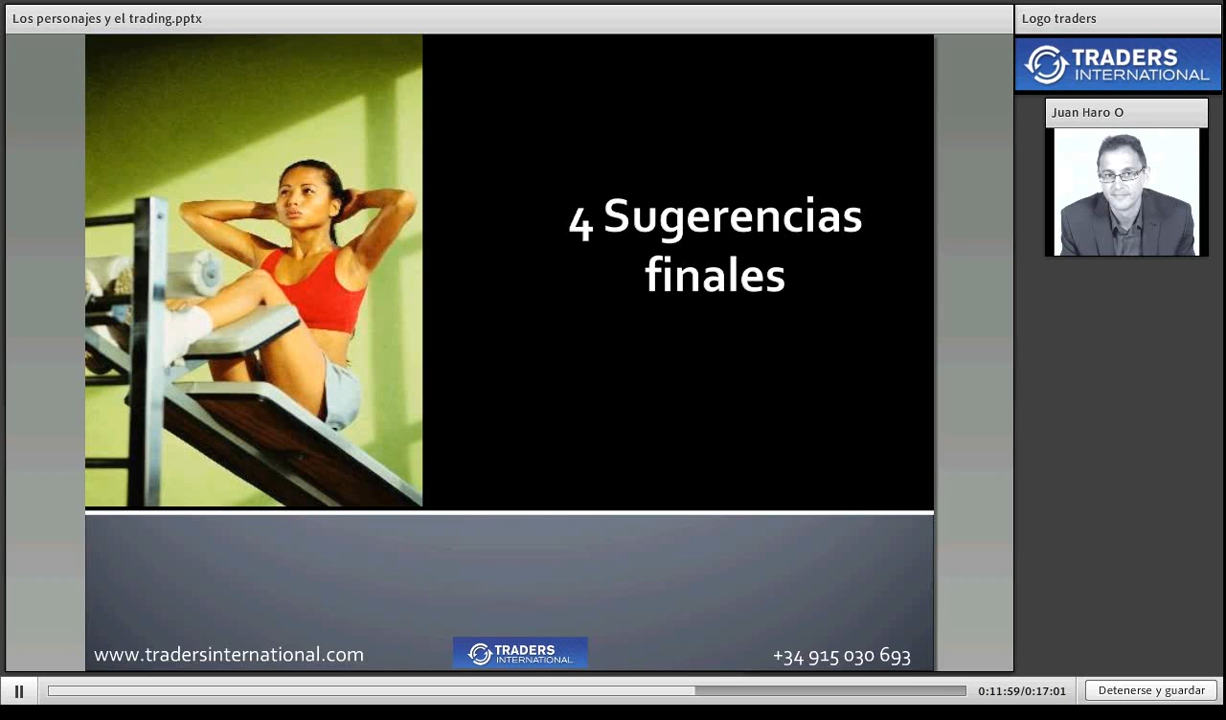 Los personajes y el trading.pptx
Logo traders
TRADERS
INTERNATIONAL
Juan Haro O
4 Sugerencias
finales
www.tradersinternational.com
TRADERS
INTERNATIONAL
+34 915 030 693
0:11:59/0:17:01
Detenerse y guardar